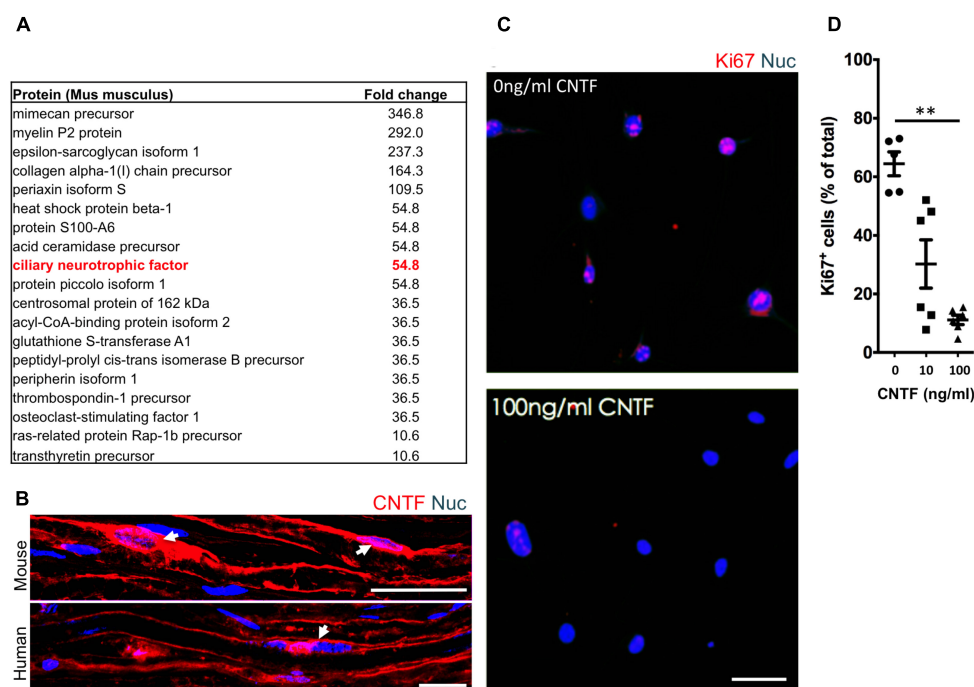 A
Protein (Mus musculus) Fold change
mimecan precursor 346.8
myelin P2 protein 292.0
epsilon-sarcoglycan isoform 1 237.3
collagen alpha-1(I) chain precursor 164.3
periaxin isoform S 109.5
heat shock protein beta-1 54.8
protein S100-A6 54.8
acid ceramidase precursor 54.8
ciliary neurotrophic factor 54.8
protein piccolo isoform 1 54.8
centrosomal protein of 162 kDa 36.5
acyl-CoA-binding protein isoform 2 36.5
glutathione S-transferase A1 36.5
peptidyl-prolyl cis-trans isomerase B precursor 36.5
peripherin isoform 1 36.5
thrombospondin-1 precursor 36.5
osteoclast-stimulating factor 1 36.5
ras-related protein Rap-1b precursor 10.6
transthyretin precursor 10.6
B
CNTF Nuc
Mouse
Human
C
Ki67 Nuc
0ng/ml CNTF
100ng/ml CNTF
D
Ki67+ cells (% of total)
100
80
60
40
20
0
**
0 10 100
CNTF (ng/ml)